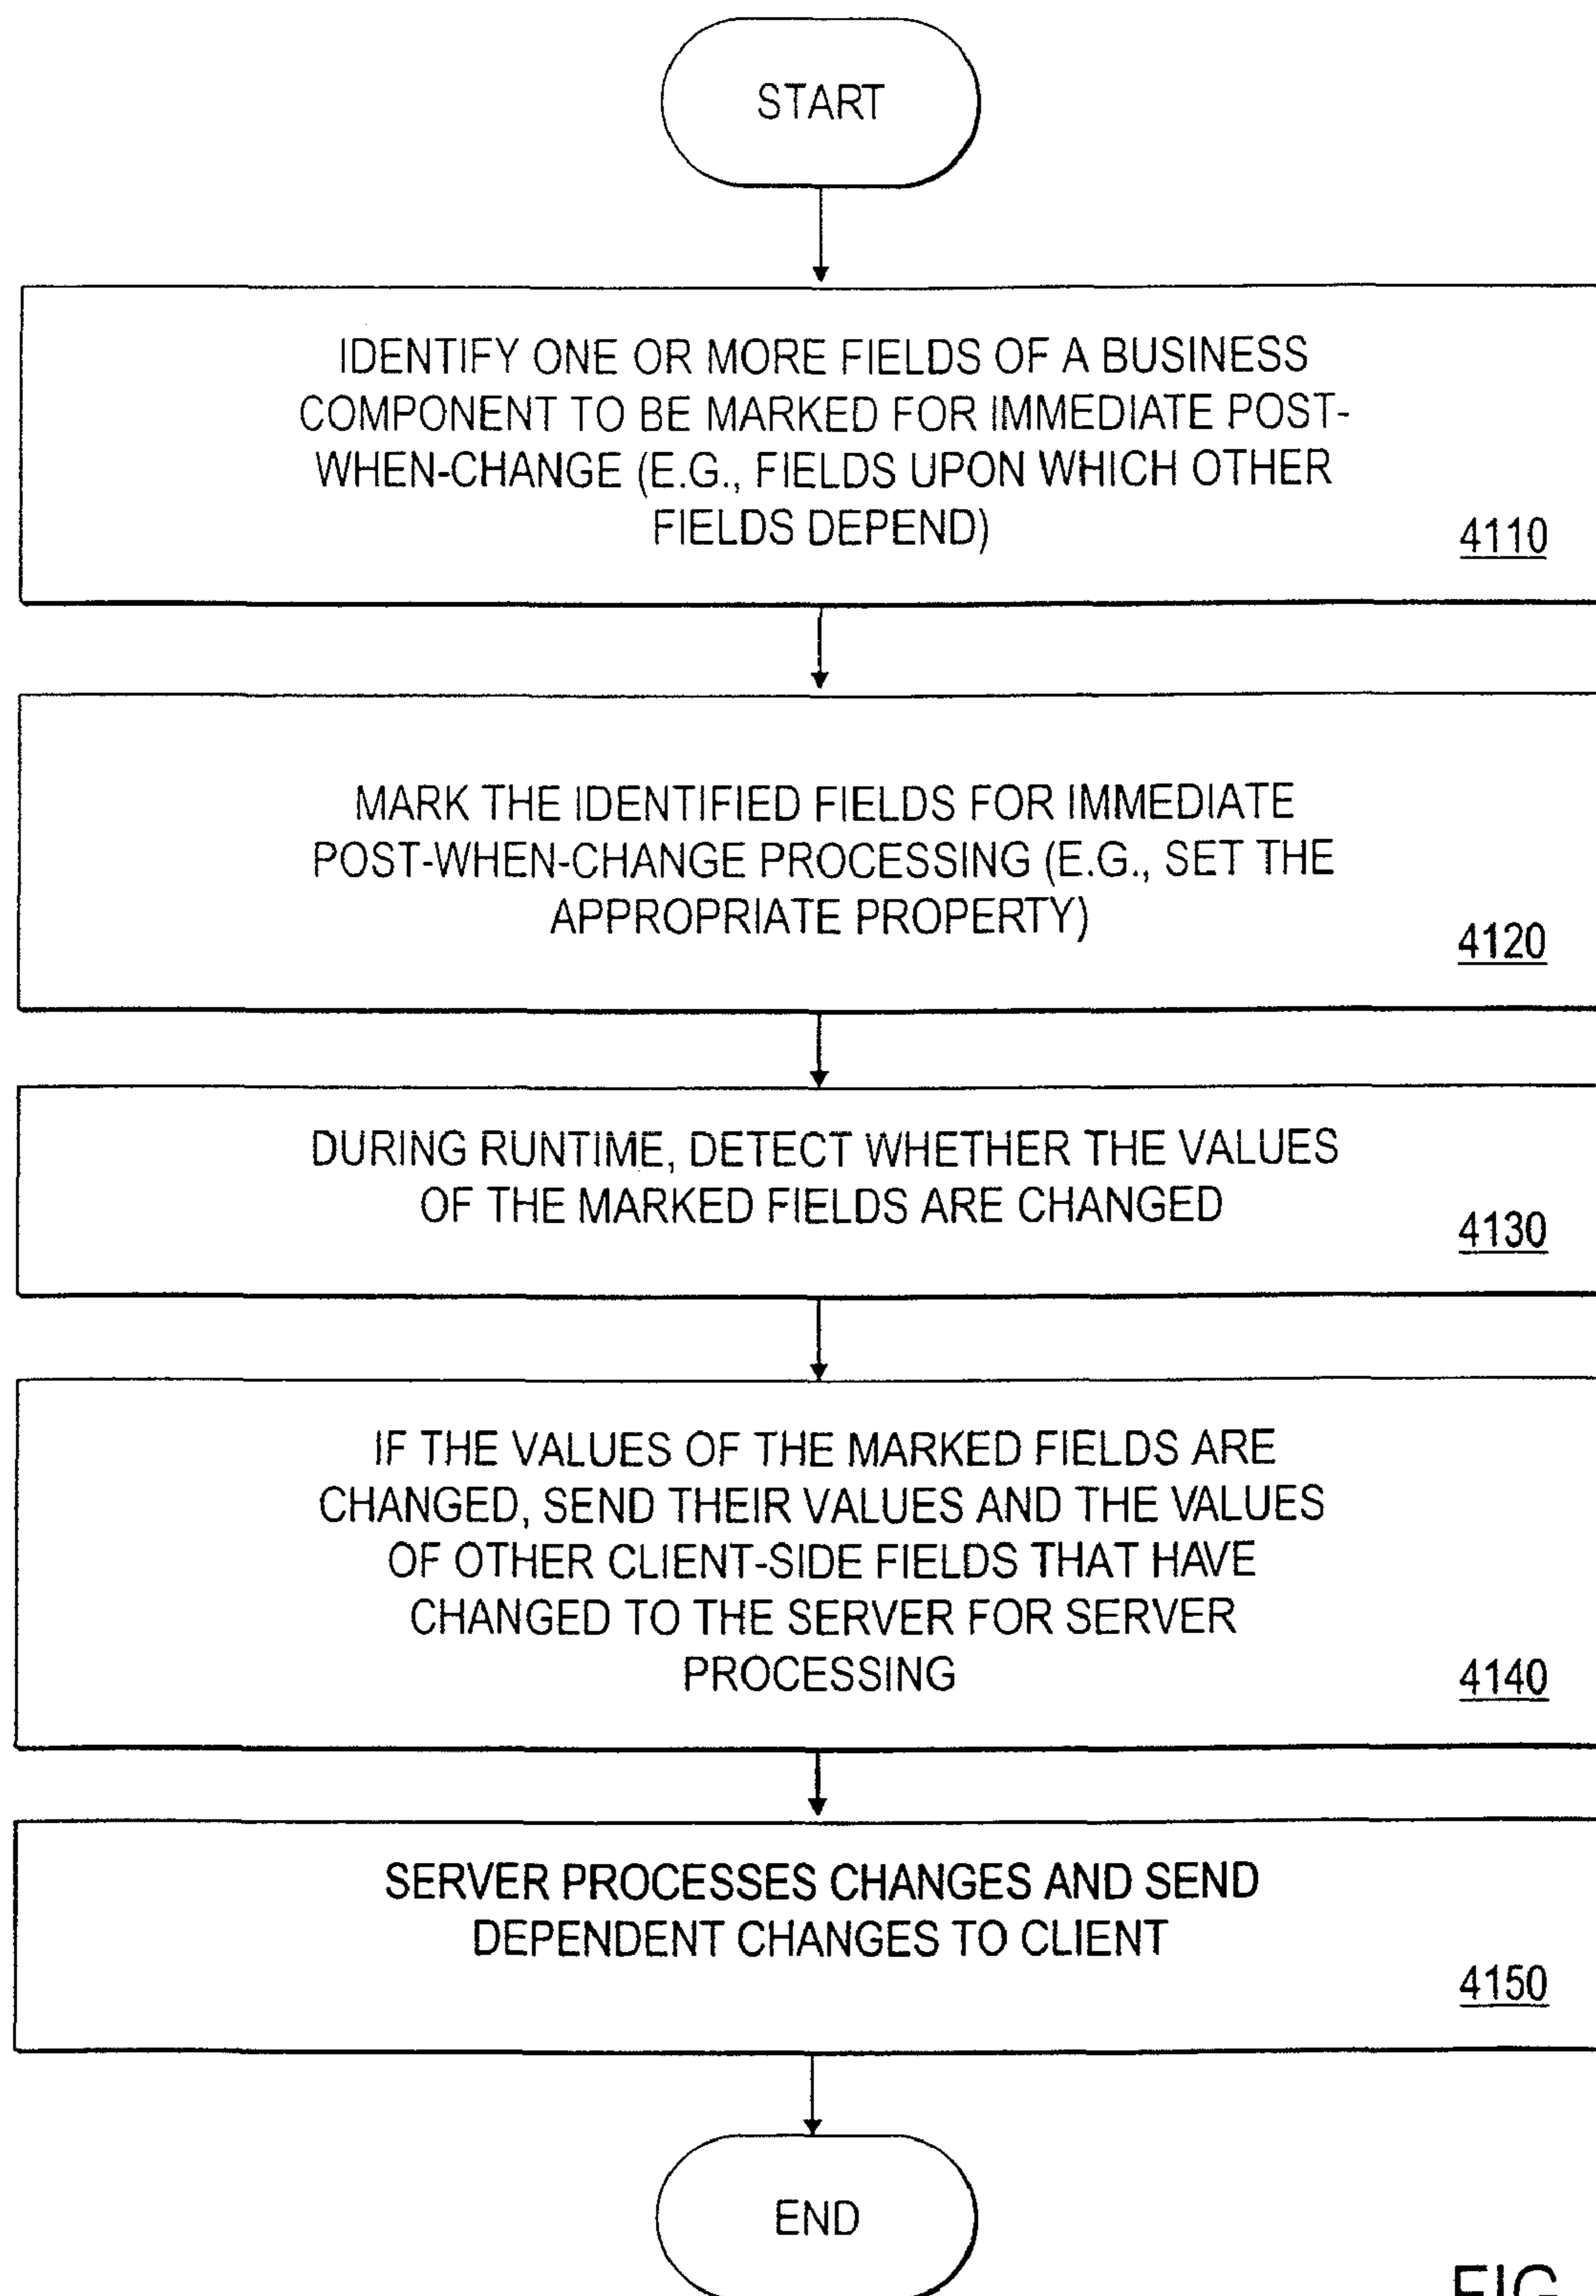 START
IDENTIFY ONE OR MORE FIELDS OF A BUSINESS
COMPONENT TO BE MARKED FOR IMMEDIATE POST-
WHEN-CHANGE (E.G., FIELDS UPON WHICH OTHER
FIELDS DEPEND)
4110
MARK THE IDENTIFIED FIELDS FOR IMMEDIATE
POST-WHEN-CHANGE PROCESSING (E.G., SET THE
APPROPRIATE PROPERTY)
4120
DURING RUNTIME, DETECT WHETHER THE VALUES
OF THE MARKED FIELDS ARE CHANGED
4130
IF THE VALUES OF THE MARKED FIELDS ARE
CHANGED, SEND THEIR VALUES AND THE VALUES
OF OTHER CLIENT-SIDE FIELDS THAT HAVE
CHANGED TO THE SERVER FOR SERVER
PROCESSING
4140
SERVER PROCESSES CHANGES AND SEND
DEPENDENT CHANGES TO CLIENT
4150
END
FIG